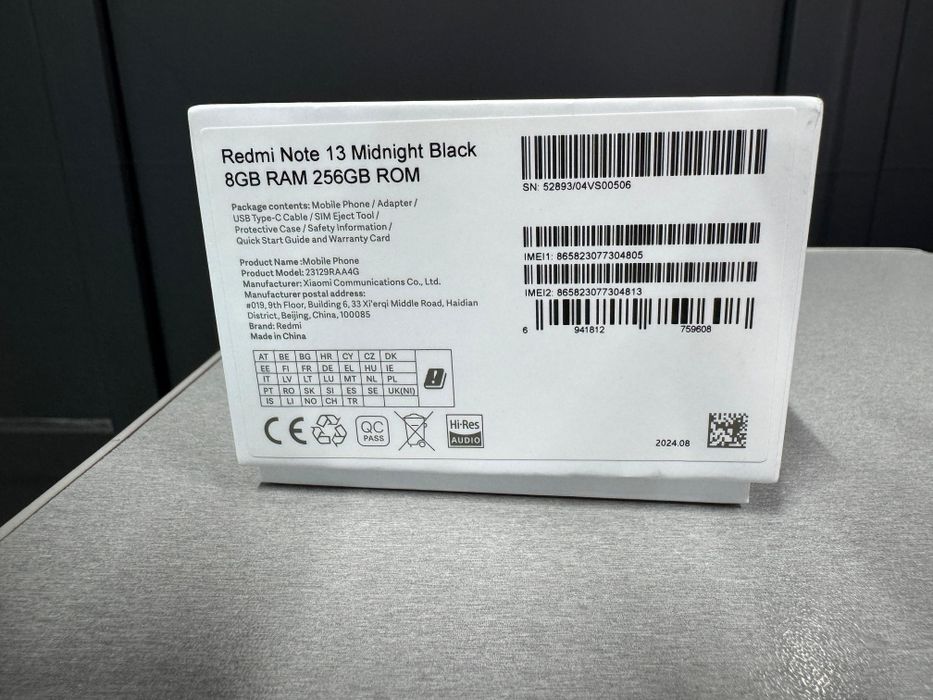 Redmi Note 13 Midnight Black
8GB RAM 256GB ROM
Package contents: Mobile Phone / Adapter /
USB Type-C Cable / SIM Eject Tool /
Protective Case / Safety Information /
Quick Start Guide and Warranty Card
Product Name :Mobile Phone
Product Model: 23129RAA4G
Manufacturer: Xiaomi Communications Co., Ltd.
Manufacturer postal address:
#019, 9th Floor, Building 6, 33 Xi'erqi Middle Road, Haidian
District, Beijing, China, 100085
Brand: Redmi
Made in China
AT BE BG HR CY CZ DK
EE FI FR DE EL HU IE
IT LV LT LU MT NL PL
PT RO SK SI ES SE UK(NI)
IS LI NO CH TR
CE
QC
PASS
Hi-Res
AUDIO
SN: 52893/04VS00506
IMEI1: 865823077304805
IMEI2: 865823077304813
6 941812 759608
2024.08